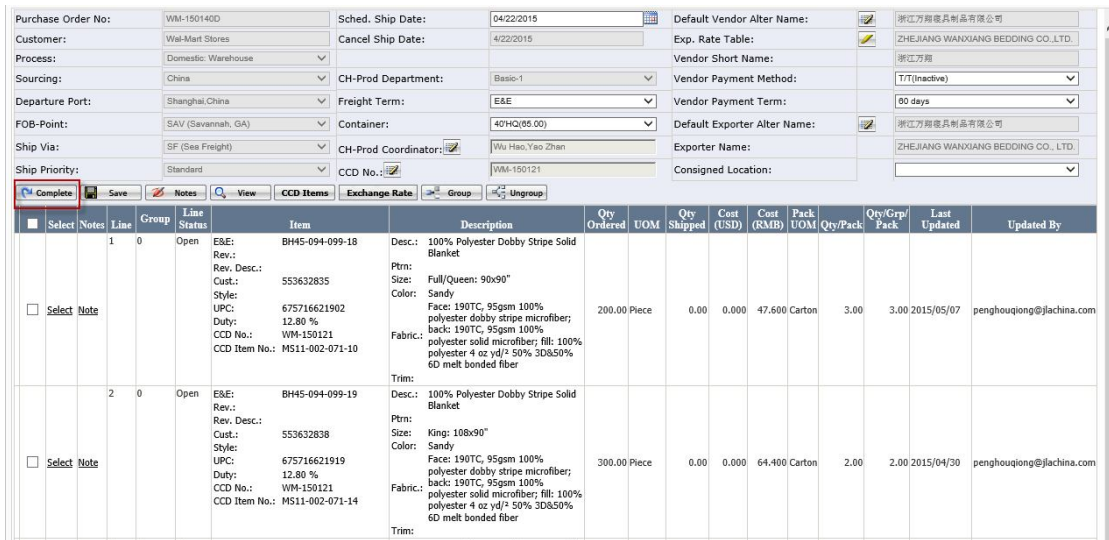 Purchase Order No: WM-150140D Sched. Ship Date: 04/22/2015 Default Vendor Alter Name: 浙江万翔寝具制品有限公司
Customer: Wal-Mart Stores Cancel Ship Date: 4/22/2015 Exp. Rate Table: ZHEJIANG WANXIANG BEDDING CO.,LTD.
Process: Domestic: Warehouse Vendor Short Name: 浙江万翔
Sourcing: China CH-Prod Department: Basic-1 Vendor Payment Method: T/T(Inactive)
Departure Port: Shanghai,China Freight Term: E&E Vendor Payment Term: 60 days
FOB-Point: SAV (Savannah, GA) Container: 40'HQ(65.00) Default Exporter Alter Name: 浙江万翔寝具制品有限公司
Ship Via: SF (Sea Freight) CH-Prod Coordinator: Wu Hao,Yao Zhan Exporter Name: ZHEJIANG WANXIANG BEDDING CO., LTD.
Ship Priority: Standard CCD No.: WM-150121 Consigned Location:
Complete Save Notes View CCD Items Exchange Rate Group Ungroup
Select Notes Line Group Line Status Item Description Qty Ordered UOM Qty Shipped Cost (USD) Cost (RMB) Pack UOM Qty/Pack Qty/Grp/Pack Last Updated Updated By
1 0 Open E&E: BH45-094-099-18 Desc.: 100% Polyester Dobby Stripe Solid
Rev.: Blanket
Rev. Desc.: Ptrn:
Cust.: 553632835 Size: Full/Queen: 90x90"
Style: Color: Sandy
Select Note UPC: 675716621902 Face: 190TC, 95gsm 100% 200.00 Piece 0.00 0.000 47.600 Carton 3.00 3.00 2015/05/07 penghouqiong@jlachina.com
Duty: 12.80 % polyester dobby stripe microfiber;
CCD No.: WM-150121 Fabric.: back: 190TC, 95gsm 100%
CCD Item No.: MS11-002-071-10 polyester solid microfiber; fill: 100%
polyester 4 oz yd/² 50% 3D&50%
6D melt bonded fiber
Trim:
2 0 Open E&E: BH45-094-099-19 Desc.: 100% Polyester Dobby Stripe Solid
Rev.: Blanket
Rev. Desc.: Ptrn:
Cust.: 553632838 Size: King: 108x90"
Style: Color: Sandy
Select Note UPC: 675716621919 Face: 190TC, 95gsm 100% 300.00 Piece 0.00 0.000 64.400 Carton 2.00 2.00 2015/04/30 penghouqiong@jlachina.com
Duty: 12.80 % polyester dobby stripe microfiber;
CCD No.: WM-150121 Fabric.: back: 190TC, 95gsm 100%
CCD Item No.: MS11-002-071-14 polyester solid microfiber; fill: 100%
polyester 4 oz yd/² 50% 3D&50%
6D melt bonded fiber
Trim: